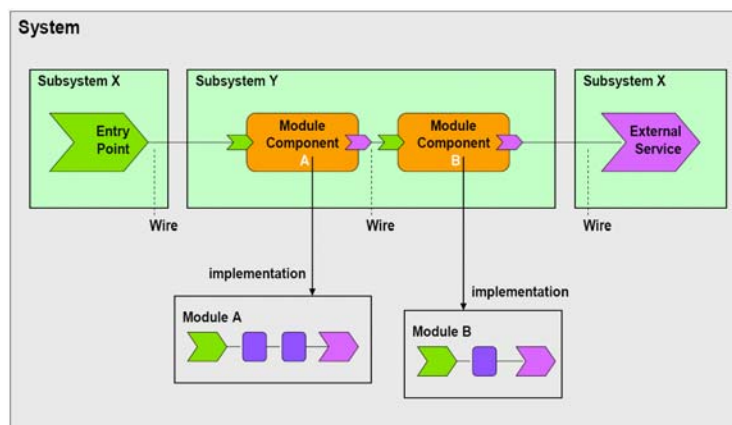 System
Subsystem X
Subsystem Y
Subsystem X
Entry
Point
Module
Component
A
Module
Component
B
External
Service
Wire
Wire
Wire
implementation
implementation
Module A
Module B